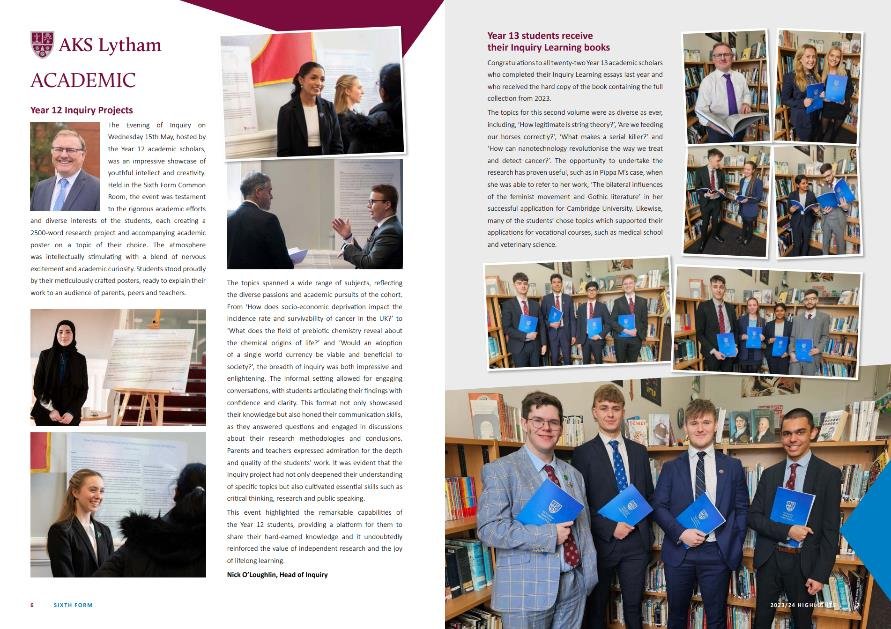 AKS Lytham
ACADEMIC
Year 12 Inquiry Projects
The Evening of Inquiry on
Wednesday 15th May, hosted by
the Year 12 academic scholars,
was an impressive showcase of
youthful intellect and creativity.
Held in the Sixth Form Common
Room, the event was testament
to the rigorous academic efforts
and diverse interests of the students, each creating a
2500-word research project and accompanying academic
poster on a topic of their choice. The atmosphere
was intellectually stimulating with a blend of nervous
excitement and academic curiosity. Students stood proudly
by their meticulously crafted posters, ready to explain their
work to an audience of parents, peers and teachers.
The topics spanned a wide range of subjects, reflecting
the diverse passions and academic pursuits of the cohort.
From 'How does socio-economic deprivation impact the
incidence rate and survivability of cancer in the UK?' to
'What does the field of prebiotic chemistry reveal about
the chemical origins of life?' and 'Would an adoption
of a single world currency be viable and beneficial to
society?', the breadth of inquiry was both impressive and
enlightening. The informal setting allowed for engaging
conversations, with students articulating their findings with
confidence and clarity. This format not only showcased
their knowledge but also honed their communication skills,
as they answered questions and engaged in discussions
about their research methodologies and conclusions.
Parents and teachers expressed admiration for the depth
and quality of the students' work. It was evident that the
Inquiry project had not only deepened their understanding
of specific topics but also cultivated essential skills such as
critical thinking, research and public speaking.
This event highlighted the remarkable capabilities of
the Year 12 students, providing a platform for them to
share their hard-earned knowledge and it undoubtedly
reinforced the value of independent research and the joy
of lifelong learning.
Nick O'Loughlin, Head of Inquiry
6 SIXTH FORM
Year 13 students receive
their Inquiry Learning books
Congratulations to all twenty-two Year 13 academic scholars
who completed their Inquiry Learning essays last year and
who received the hard copy of the book containing the full
collection from 2023.
The topics for this second volume were as diverse as ever,
including, 'How legitimate is string theory?', 'Are we feeding
our horses correctly?', 'What makes a serial killer?' and
'How can nanotechnology revolutionise the way we treat
and detect cancer?'. The opportunity to undertake the
research has proven useful, such as in Pippa M's case, when
she was able to refer to her work, 'The bilateral influences
of the feminist movement and Gothic literature' in her
successful application for Cambridge University. Likewise,
many of the students' chose topics which supported their
applications for vocational courses, such as medical school
and veterinary science.
2023/24 HIGHLIGHTS 7